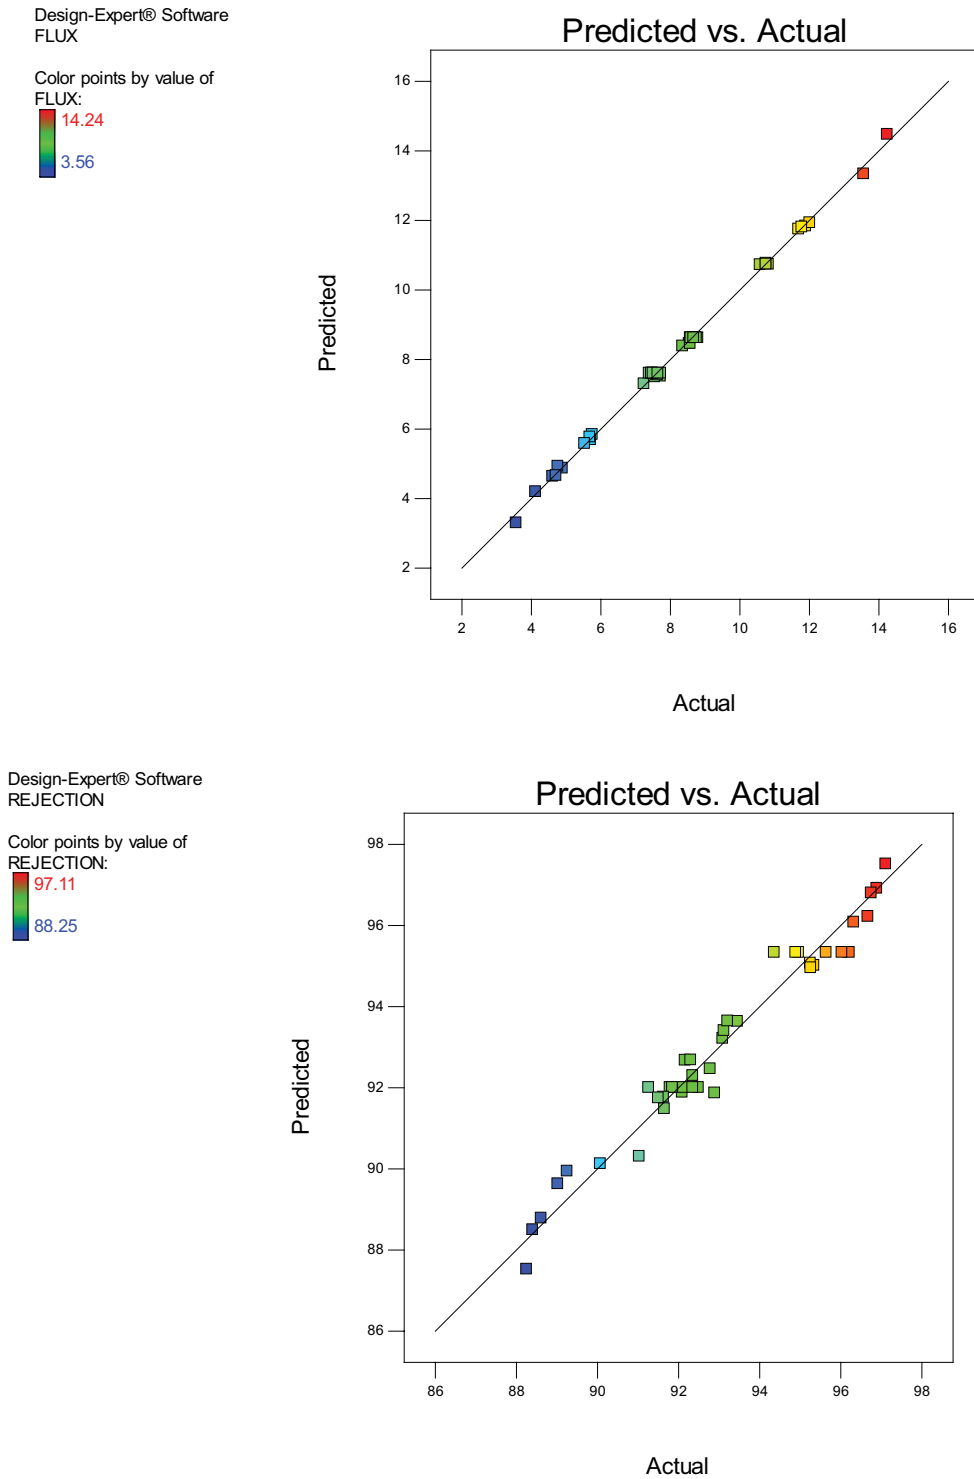 Design-Expert® Software
FLUX
Color points by value of
FLUX:
14.24
3.56
Predicted vs. Actual
16
14
12
10
8
6
4
2
Predicted
2 4 6 8 10 12 14 16
Actual
Design-Expert® Software
REJECTION
Color points by value of
REJECTION:
97.11
88.25
Predicted vs. Actual
98
96
94
92
90
88
86
Predicted
86 88 90 92 94 96 98
Actual